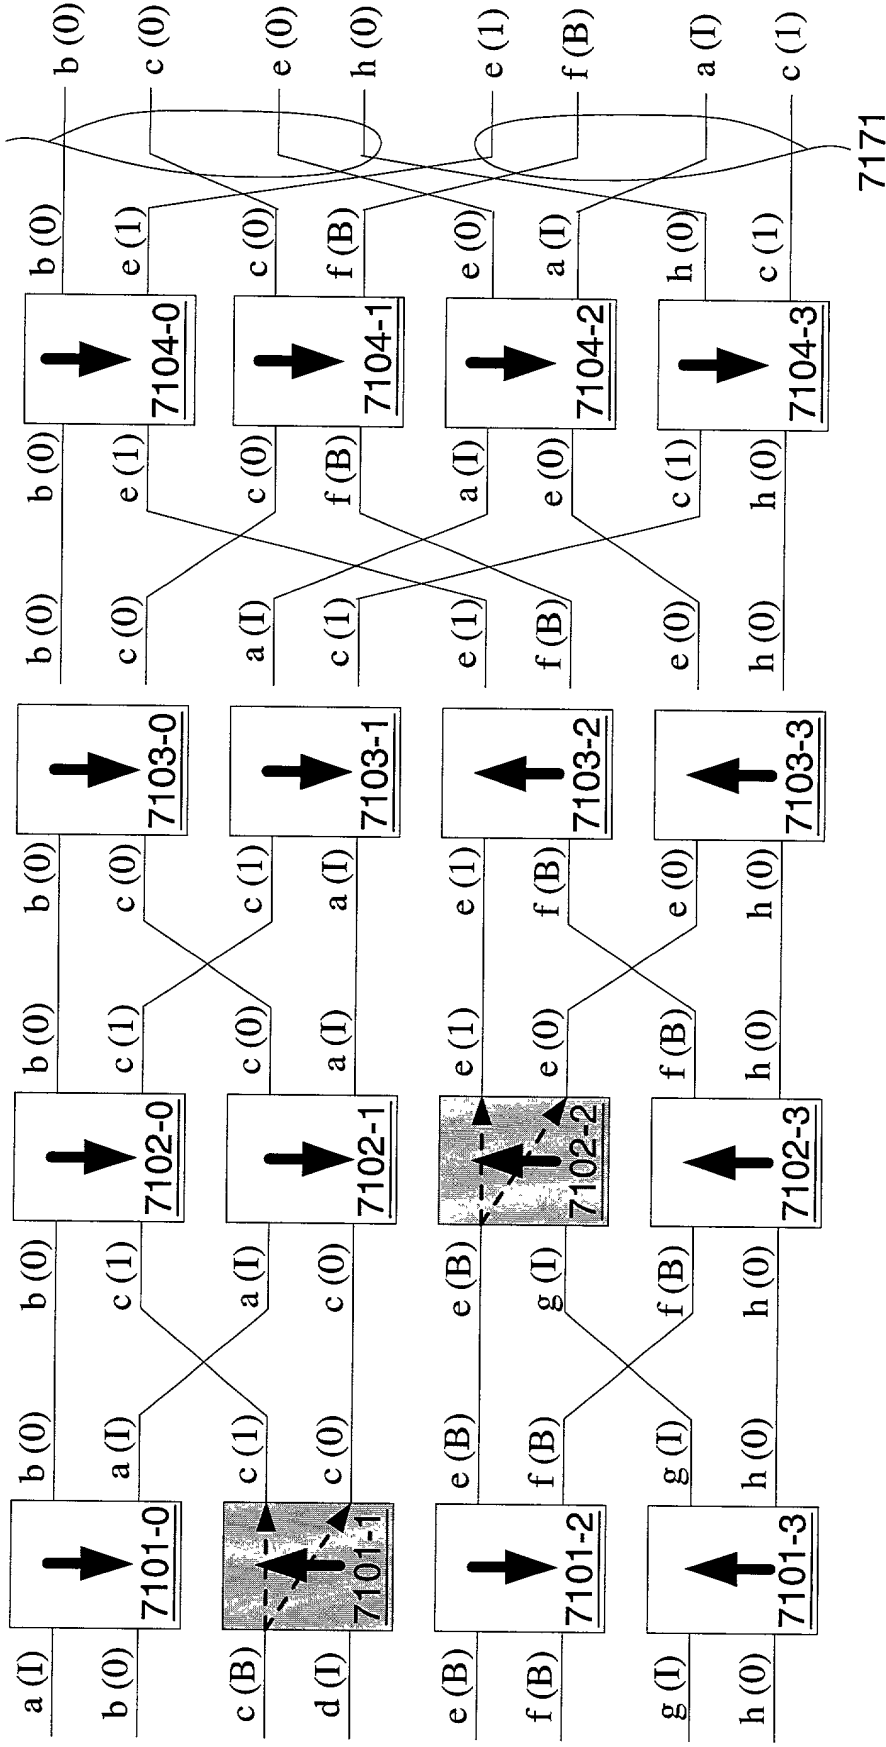 a (I) b (0) b (0) b (0) b (0) b (0) b (0) b (0) b (0)
b (0) a (I) c (1) c (1) c (0) c (0) e (1) e (1) c (0)
7101-0 7102-0 7103-0 7104-0
c (B) c (1) a (I) c (0) c (1) a (I) c (0) c (0) e (0)
d (I) c (0) c (0) a (I) a (I) c (1) f (B) f (B) h (0)
7101-1 7102-1 7103-1 7104-1
e (B) e (B) e (B) e (1) e (1) e (1) a (I) e (0) e (1)
f (B) f (B) g (I) e (0) f (B) f (B) e (0) a (I) f (B)
7101-2 7102-2 7103-2 7104-2
g (I) g (I) f (B) f (B) e (0) e (0) c (1) h (0) a (I)
h (0) h (0) h (0) h (0) h (0) h (0) h (0) c (1) c (1)
7101-3 7102-3 7103-3 7104-3
7171